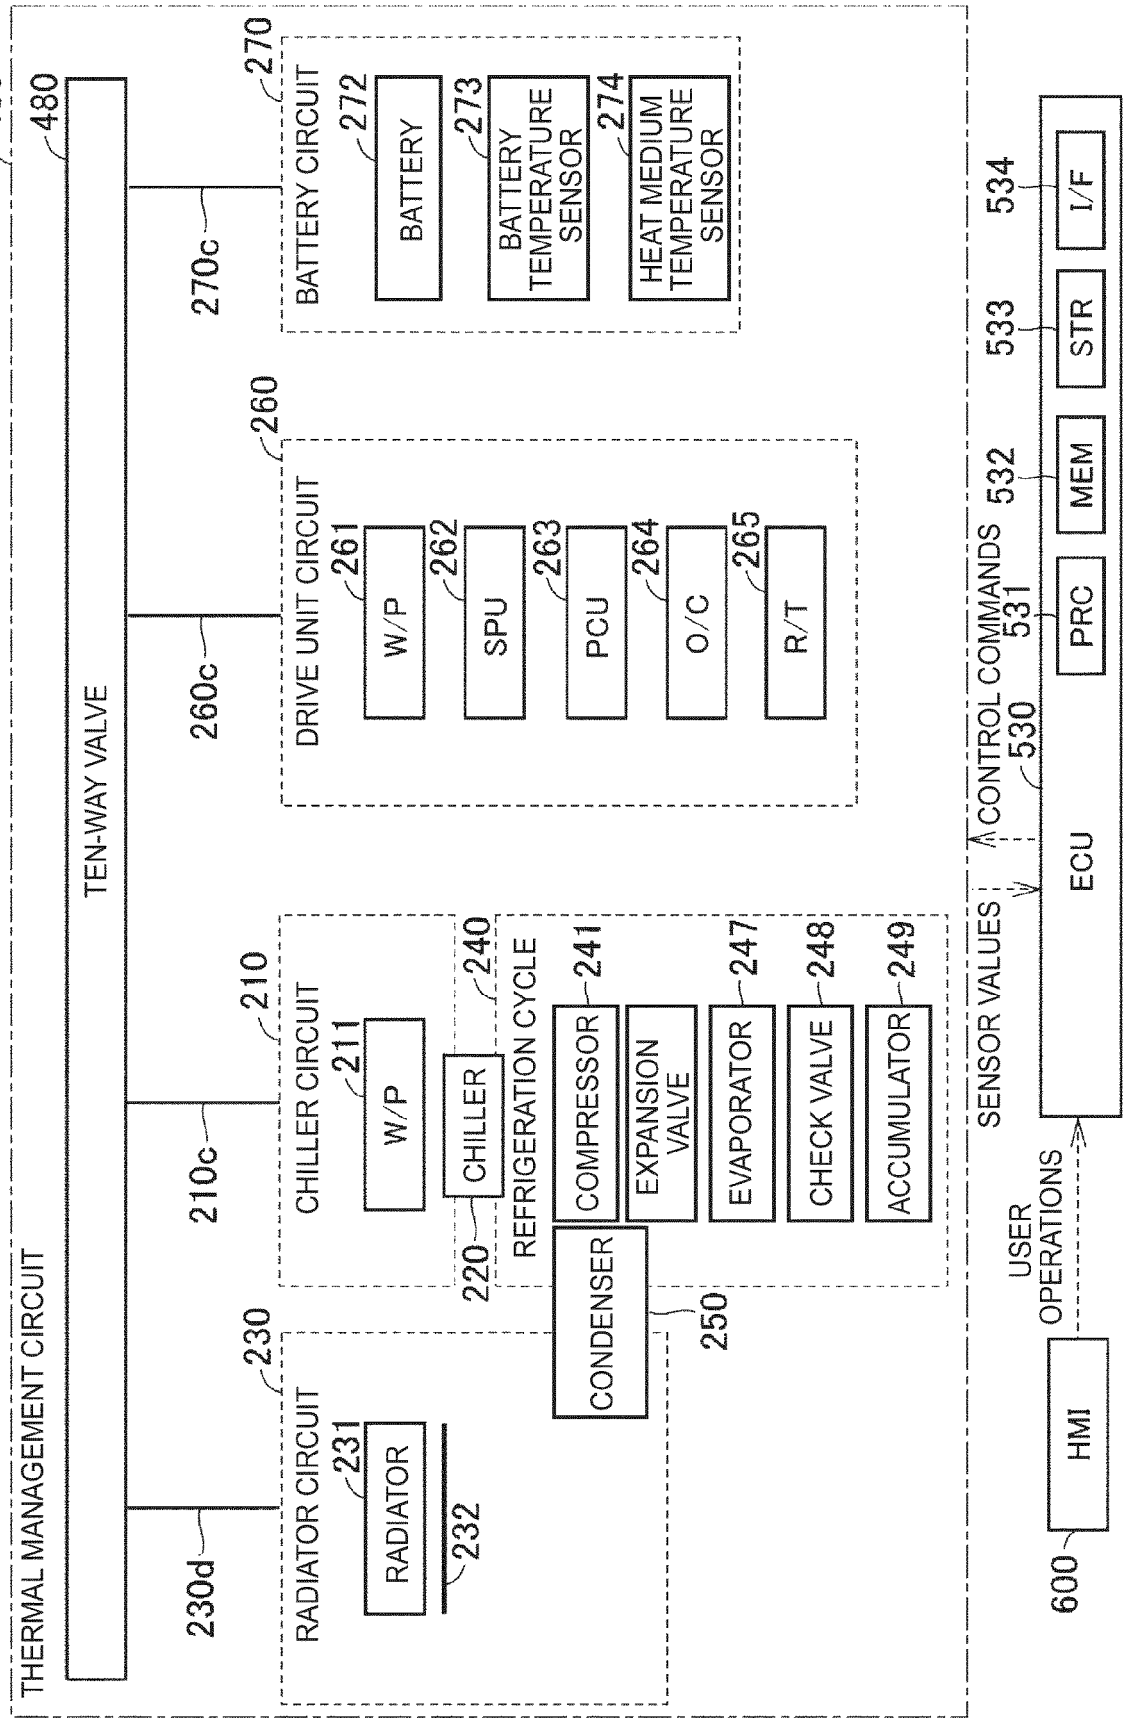 THERMAL MANAGEMENT CIRCUIT
480
TEN-WAY VALVE
230d
210c
260c
270c
230
RADIATOR CIRCUIT
231
RADIATOR
232
210
CHILLER CIRCUIT
211
W/P
CHILLER
220
240
REFRIGERATION CYCLE
CONDENSER
250
COMPRESSOR
241
EXPANSION
VALVE
EVAPORATOR
247
CHECK VALVE
248
ACCUMULATOR
249
260
DRIVE UNIT CIRCUIT
261
W/P
262
SPU
263
PCU
264
O/C
265
R/T
270
BATTERY CIRCUIT
272
BATTERY
273
BATTERY
TEMPERATURE
SENSOR
274
HEAT MEDIUM
TEMPERATURE
SENSOR
SENSOR VALUES
CONTROL COMMANDS
600
HMI
USER
OPERATIONS
530
ECU
531
PRC
532
MEM
533
STR
534
I/F